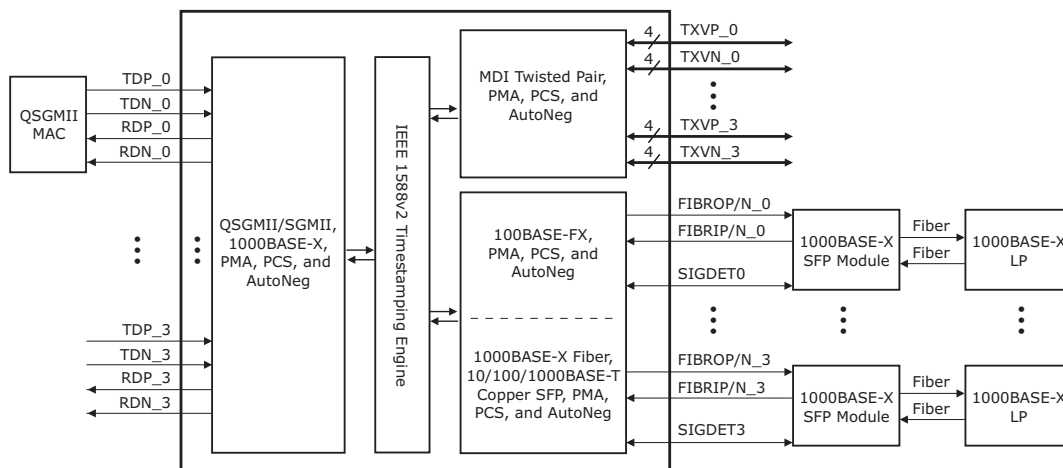 QSGMII
MAC
TDP_0
TDN_0
RDP_0
RDN_0
TDP_3
TDN_3
RDP_3
RDN_3
QSGMII/SGMII,
1000BASE-X,
PMA, PCS, and
AutoNeg
IEEE 1588v2 Timestamping Engine
MDI Twisted Pair,
PMA, PCS, and
AutoNeg
4 TXVP_0
4 TXVN_0
4 TXVP_3
4 TXVN_3
100BASE-FX,
PMA, PCS, and
AutoNeg
1000BASE-X Fiber,
10/100/1000BASE-T
Copper SFP, PMA,
PCS, and AutoNeg
FIBROP/N_0
FIBRIP/N_0
SIGDET0
1000BASE-X
SFP Module
Fiber
Fiber
1000BASE-X
LP
FIBROP/N_3
FIBRIP/N_3
SIGDET3
1000BASE-X
SFP Module
Fiber
Fiber
1000BASE-X
LP